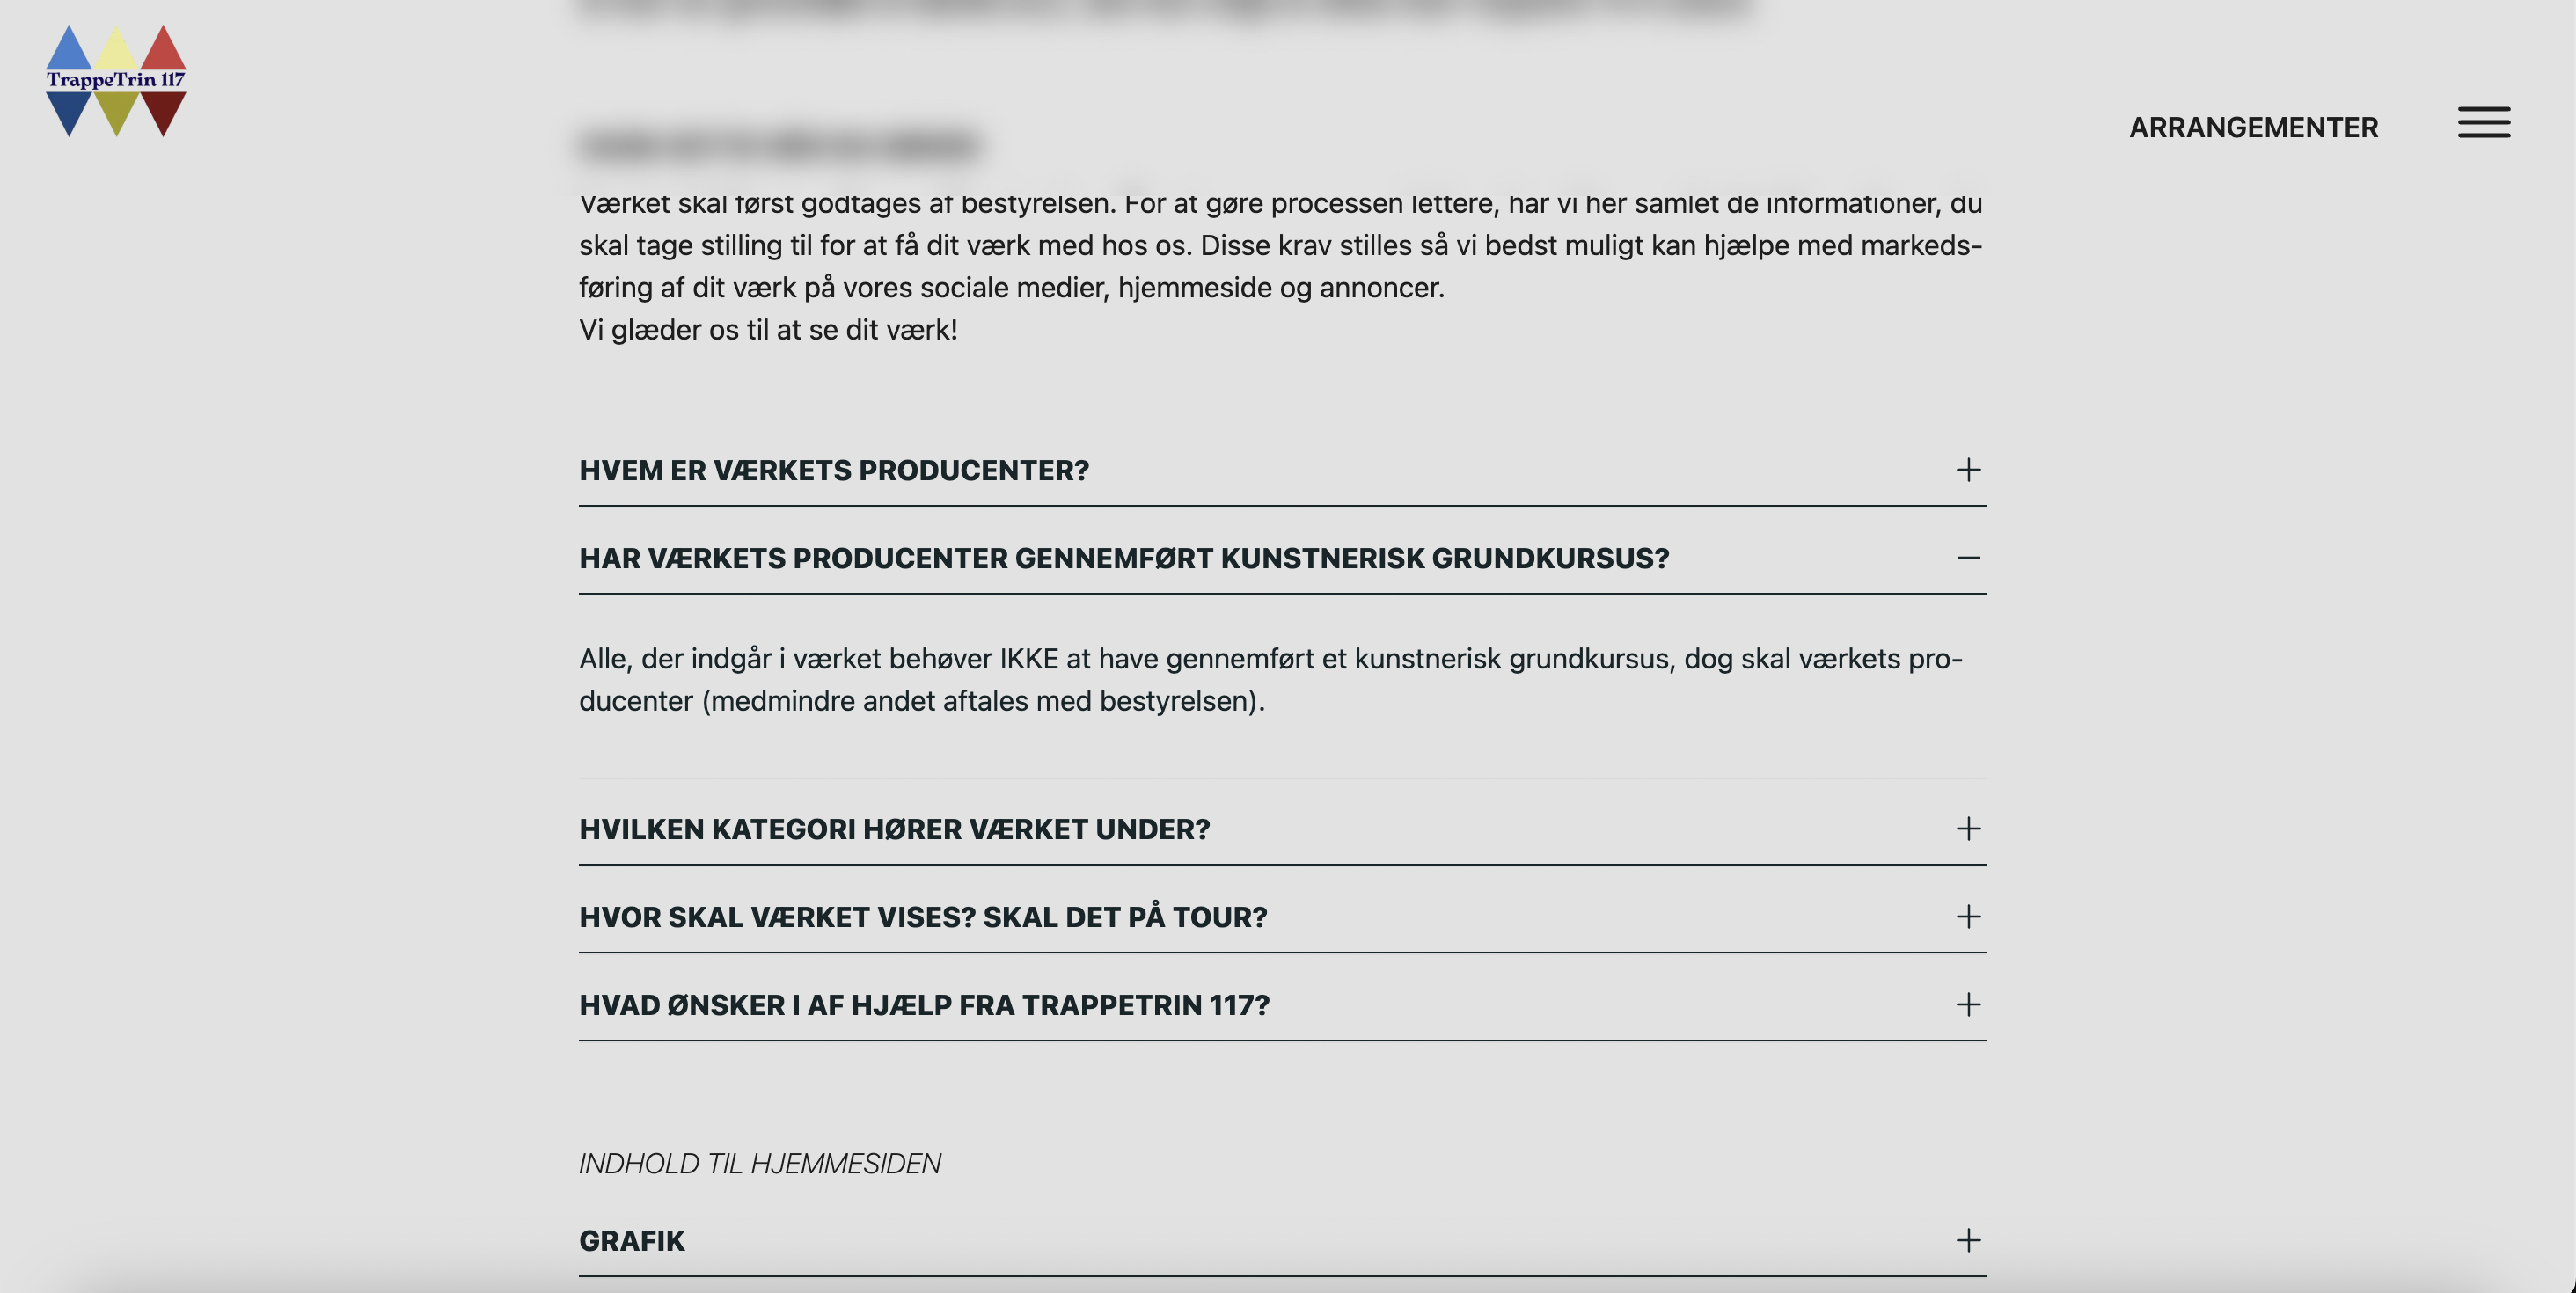 TrappeTrin 117
ARRANGEMENTER
Værket skal først godtages af bestyrelsen. For at gøre processen lettere, har vi her samlet de informationer, du
skal tage stilling til for at få dit værk med hos os. Disse krav stilles så vi bedst muligt kan hjælpe med markeds-
føring af dit værk på vores sociale medier, hjemmeside og annoncer.
Vi glæder os til at se dit værk!
HVEM ER VÆRKETS PRODUCENTER?
HAR VÆRKETS PRODUCENTER GENNEMFØRT KUNSTNERISK GRUNDKURSUS?
Alle, der indgår i værket behøver IKKE at have gennemført et kunstnerisk grundkursus, dog skal værkets pro-
ducenter (medmindre andet aftales med bestyrelsen).
HVILKEN KATEGORI HØRER VÆRKET UNDER?
HVOR SKAL VÆRKET VISES? SKAL DET PÅ TOUR?
HVAD ØNSKER I AF HJÆLP FRA TRAPPETRIN 117?
INDHOLD TIL HJEMMESIDEN
GRAFIK